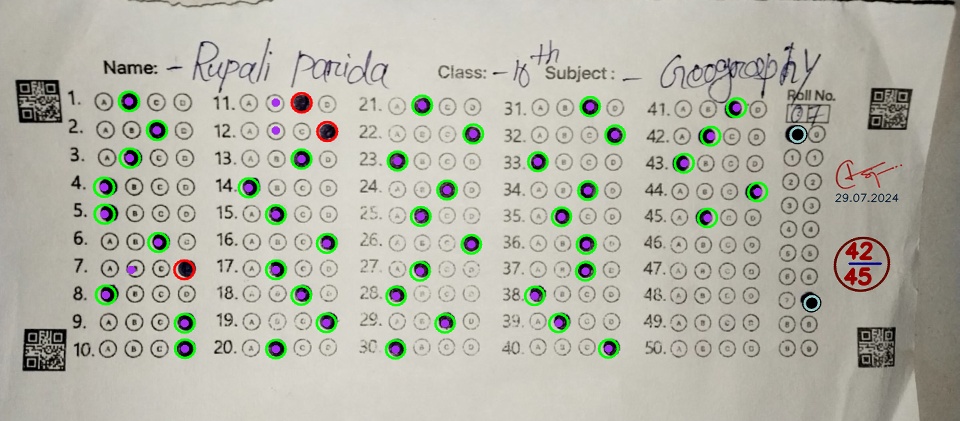 Name: - Rupali Parida Class: - 10th Subject: - Geography
Roll No.
07
1. A B C D 11. A B C D 21. A B C D 31. A B C D 41. A B C D
2. A B C D 12. A B C D 22. A B C D 32. A B C D 42. A B C D
3. A B C D 13. A B C D 23. A B C D 33. A B C D 43. A B C D
4. A B C D 14. A B C D 24. A B C D 34. A B C D 44. A B C D
5. A B C D 15. A B C D 25. A B C D 35. A B C D 45. A B C D
6. A B C D 16. A B C D 26. A B C D 36. A B C D 46. A B C D
7. A B C D 17. A B C D 27. A B C D 37. A B C D 47. A B C D
8. A B C D 18. A B C D 28. A B C D 38. A B C D 48. A B C D
9. A B C D 19. A B C D 29. A B C D 39. A B C D 49. A B C D
10. A B C D 20. A B C D 30. A B C D 40. A B C D 50. A B C D
0 0
1 1
2 2
3 3
4 4
5 5
6 6
7 7
8 8
9 9
29.07.2024
42
45